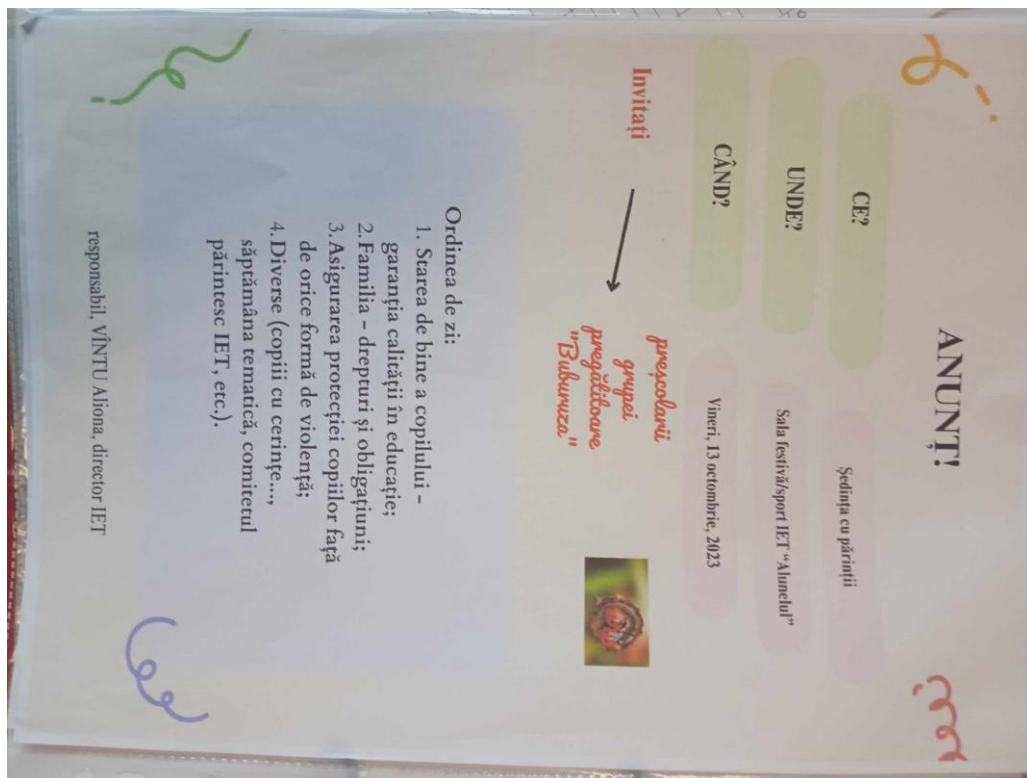 ANUNȚ!
CE?
Ședința cu părinții
UNDE?
Sala festivă/sport IET "Alunelul"
CÂND?
Vineri, 13 octombrie, 2023
Invitați
preșcolarii
grupei
pregătitoare
"Buburuza"
Ordinea de zi:
1. Starea de bine a copilului -
garanția calității în educație;
2. Familia - drepturi și obligațiuni;
3. Asigurarea protecției copiilor față
de orice formă de violență;
4. Diverse (copiii cu cerințe...,
săptămâna tematică, comitetul
părintesc IET, etc.).
responsabil, VÎNTU Aliona, director IET